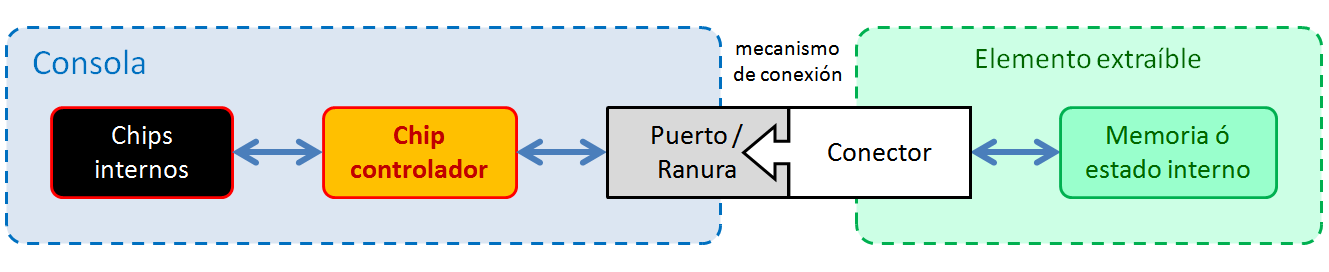 Consola
mecanismo
de conexión
Elemento extraíble
Chips
internos
Chip
controlador
Puerto /
Ranura
Conector
Memoria ó
estado interno